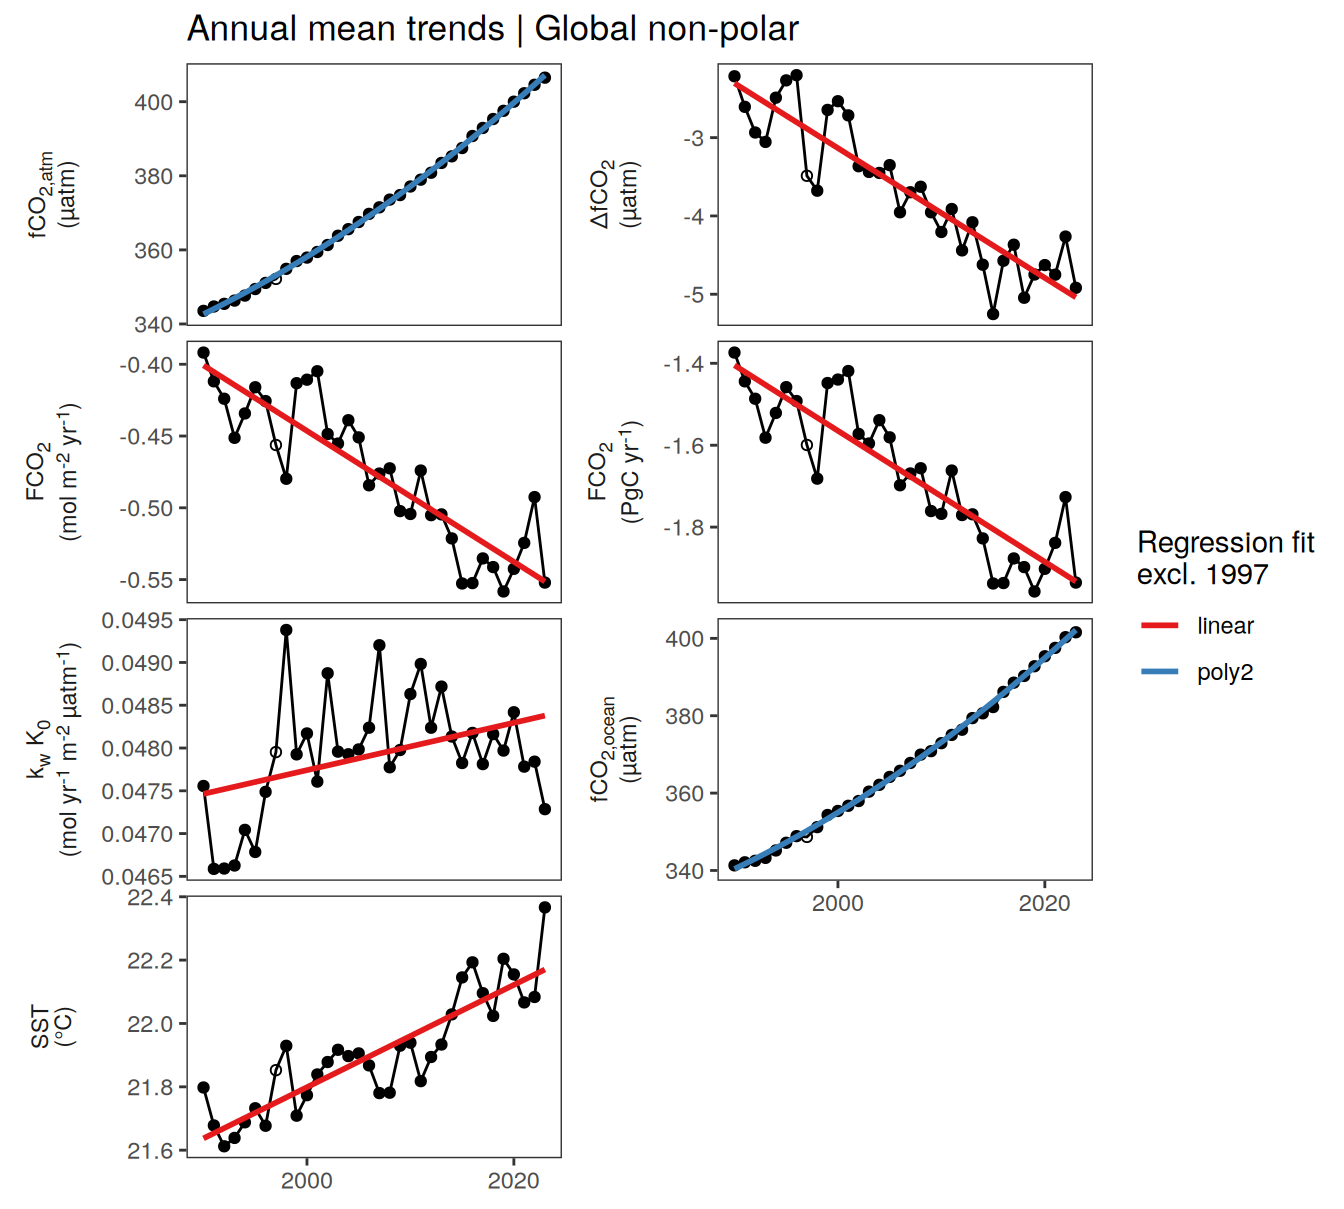 Annual mean trends | Global non-polar
fCO2,atm
(µatm)
400
380
360
340
ΔfCO2
(µatm)
-3
-4
-5
FCO2
(mol m-2 yr-1)
-0.40
-0.45
-0.50
-0.55
FCO2
(PgC yr-1)
-1.4
-1.6
-1.8
kw K0
(mol yr-1 m-2 µatm-1)
0.0495
0.0490
0.0485
0.0480
0.0475
0.0470
0.0465
fCO2,ocean
(µatm)
400
380
360
340
2000 2020
SST
(°C)
22.4
22.2
22.0
21.8
21.6
2000 2020
Regression fit
excl. 1997
linear
poly2